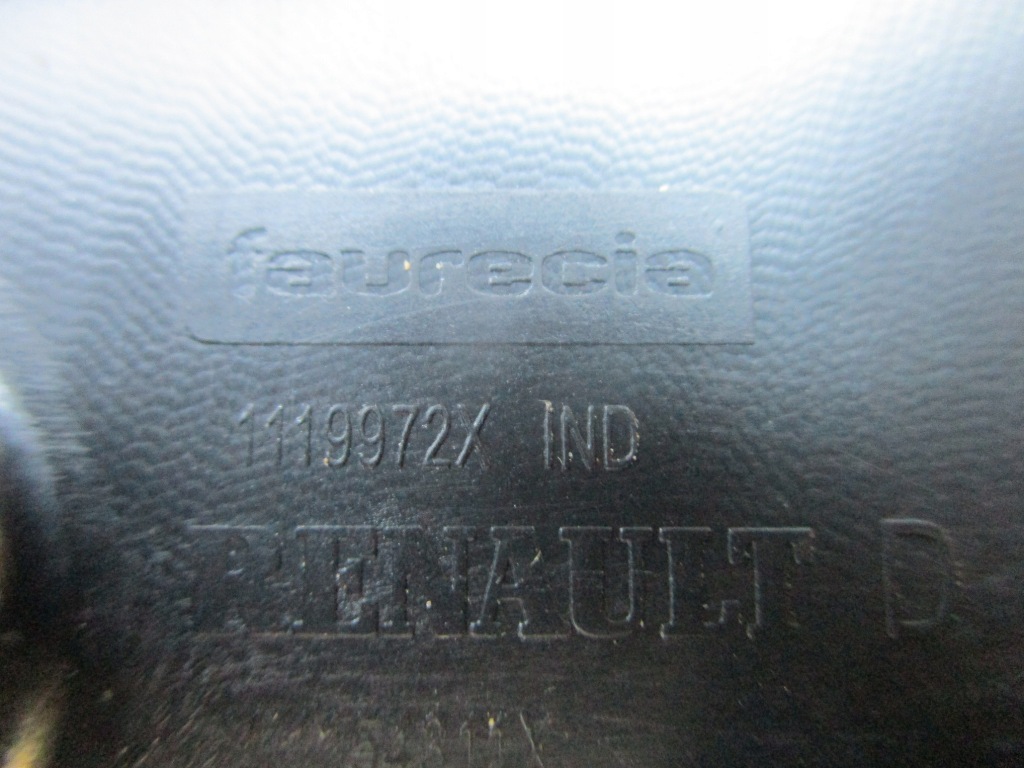 faurecia
1119972X IND
RENAULT D